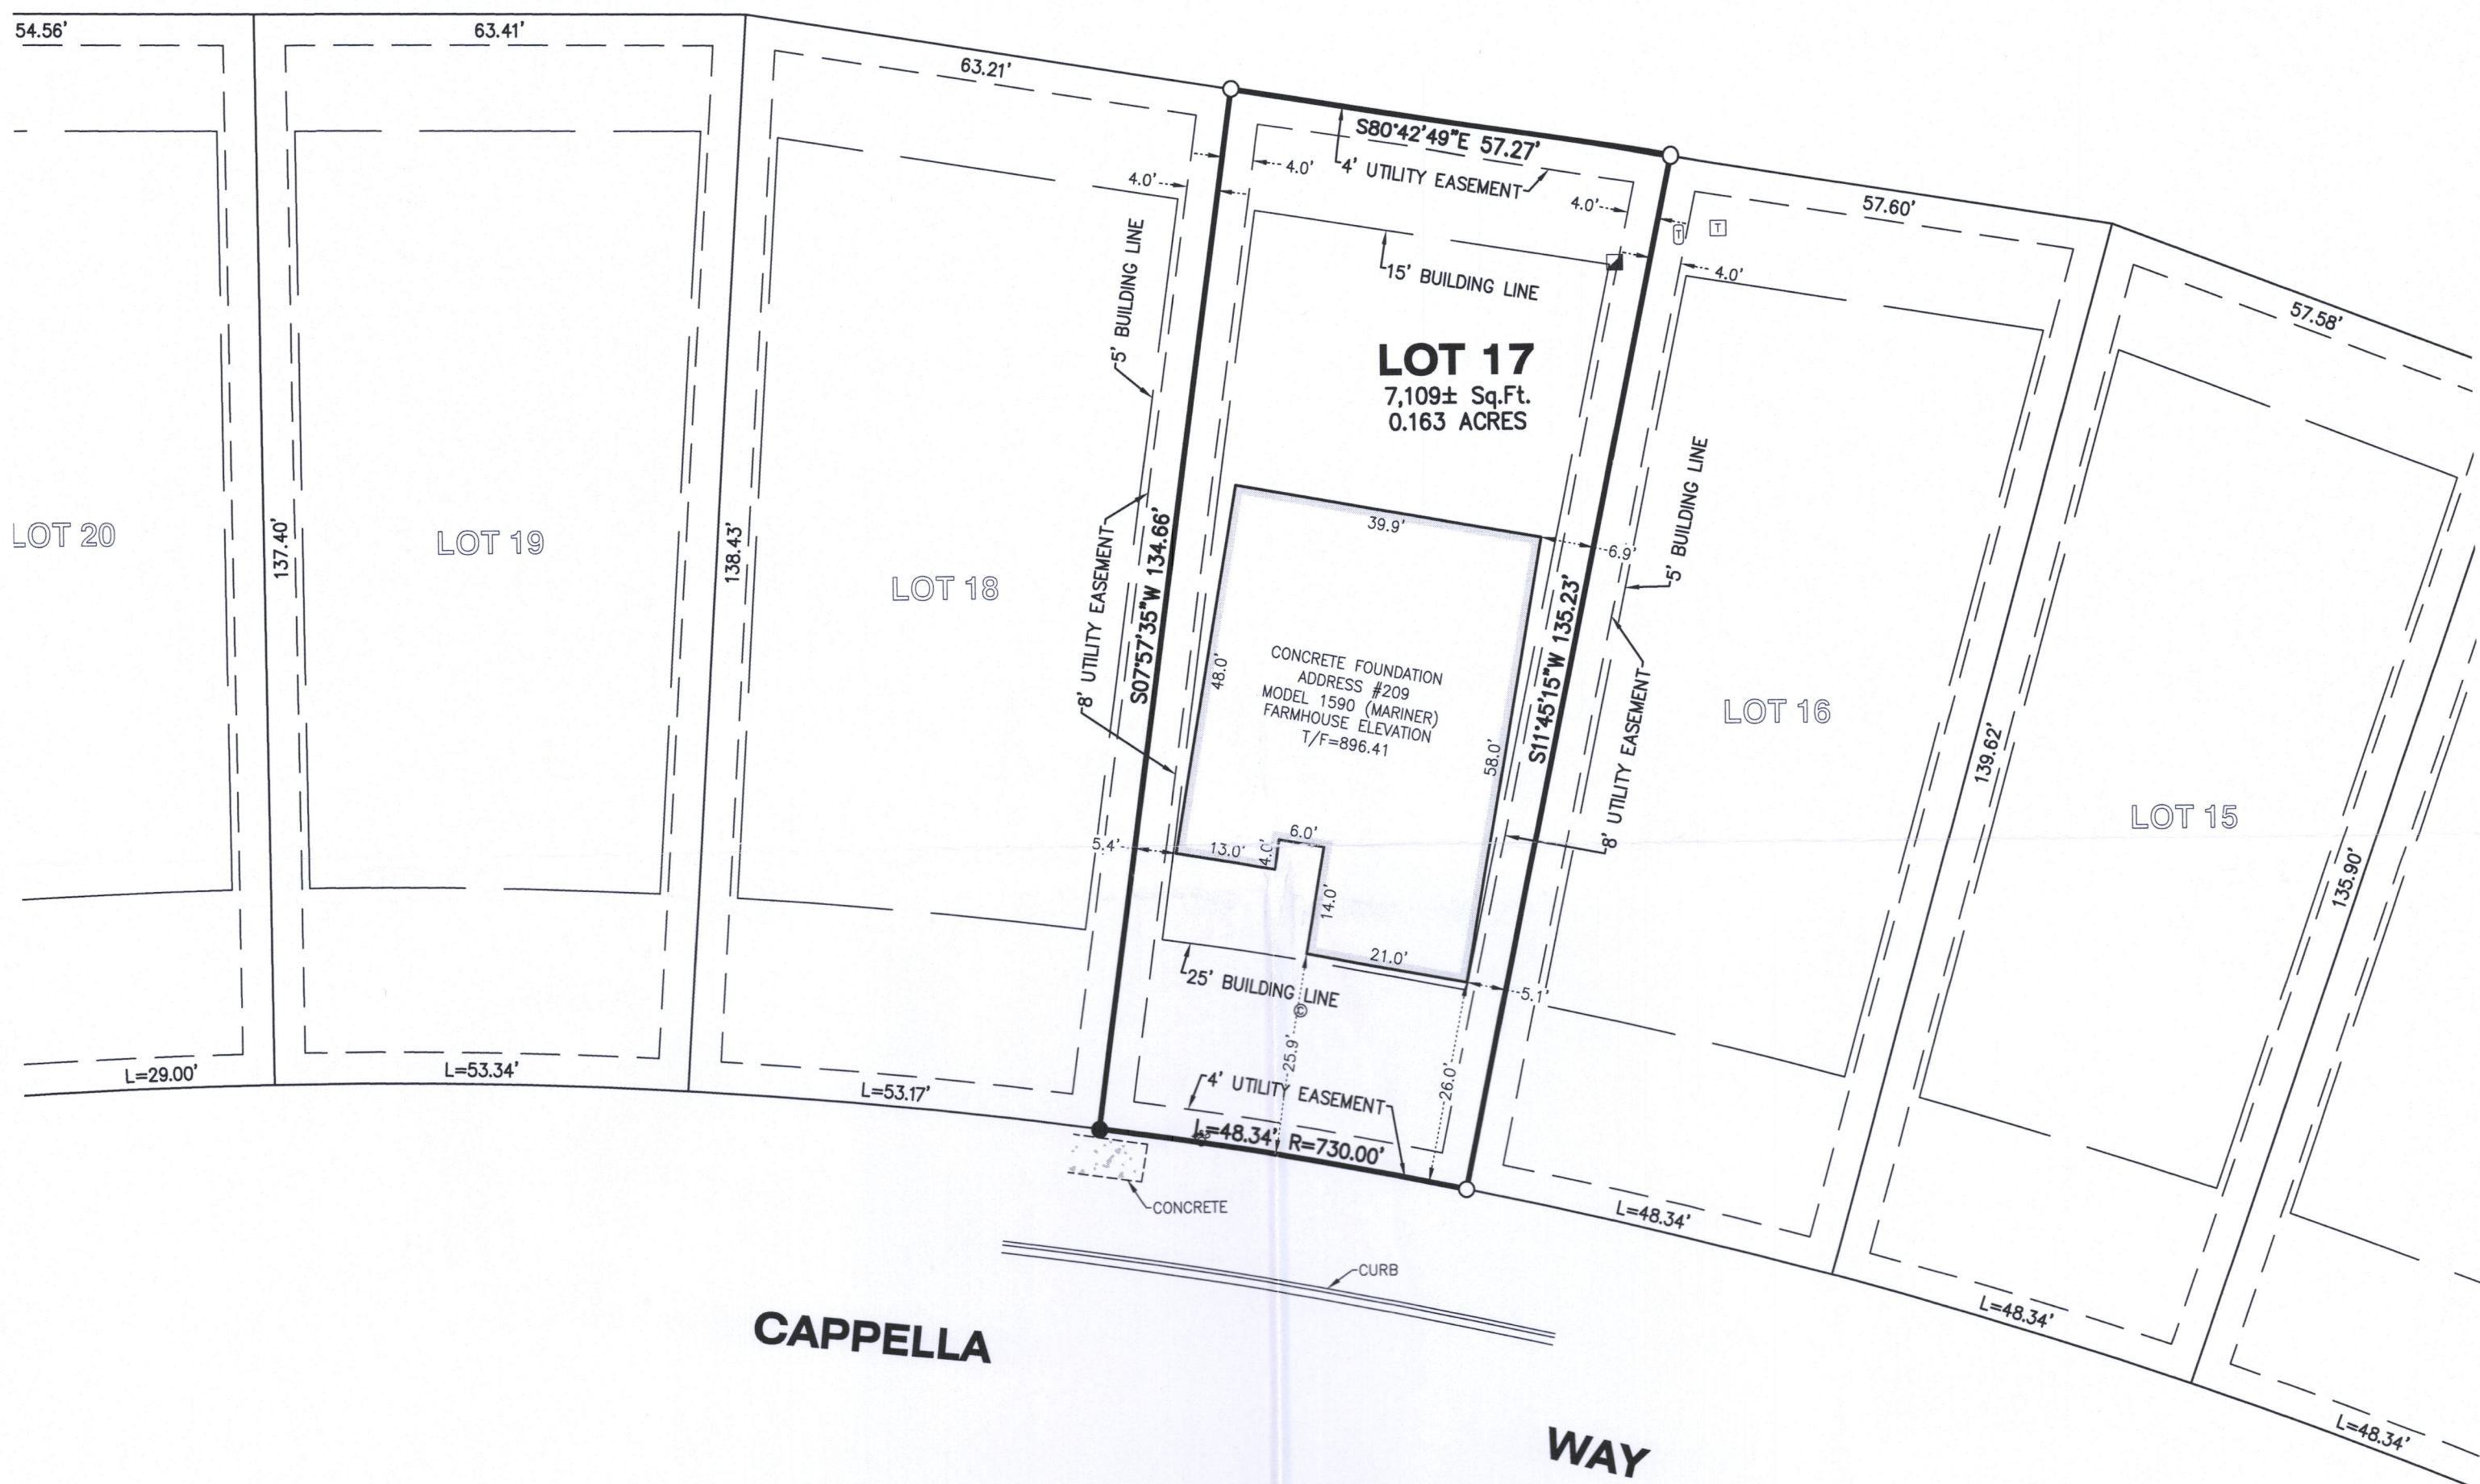 54.56'
63.41'
63.21'
S80°42'49"E 57.27'
4' UTILITY EASEMENT
4.0'
4.0'
4.0'
4.0'
57.60'
57.58'
5' BUILDING LINE
15' BUILDING LINE
LOT 17
7,109± Sq.Ft.
0.163 ACRES
5' BUILDING LINE
T
T
LOT 20
137.40'
LOT 19
138.43'
LOT 18
8' UTILITY EASEMENT
S07°57'35"W 134.66'
39.9'
6.9'
48.0'
CONCRETE FOUNDATION
ADDRESS #209
MODEL 1590 (MARINER)
FARMHOUSE ELEVATION
T/F=896.41
58.0'
S11°45'15"W 135.23'
8' UTILITY EASEMENT
LOT 16
139.62'
LOT 15
135.90'
5.4'
13.0'
4.0'
6.0'
14.0'
21.0'
5.1'
25' BUILDING LINE
25.9'
26.0'
4' UTILITY EASEMENT
L=48.34' R=730.00'
L=29.00'
L=53.34'
L=53.17'
L=48.34'
L=48.34'
L=48.34'
CONCRETE
CURB
CAPPELLA
WAY